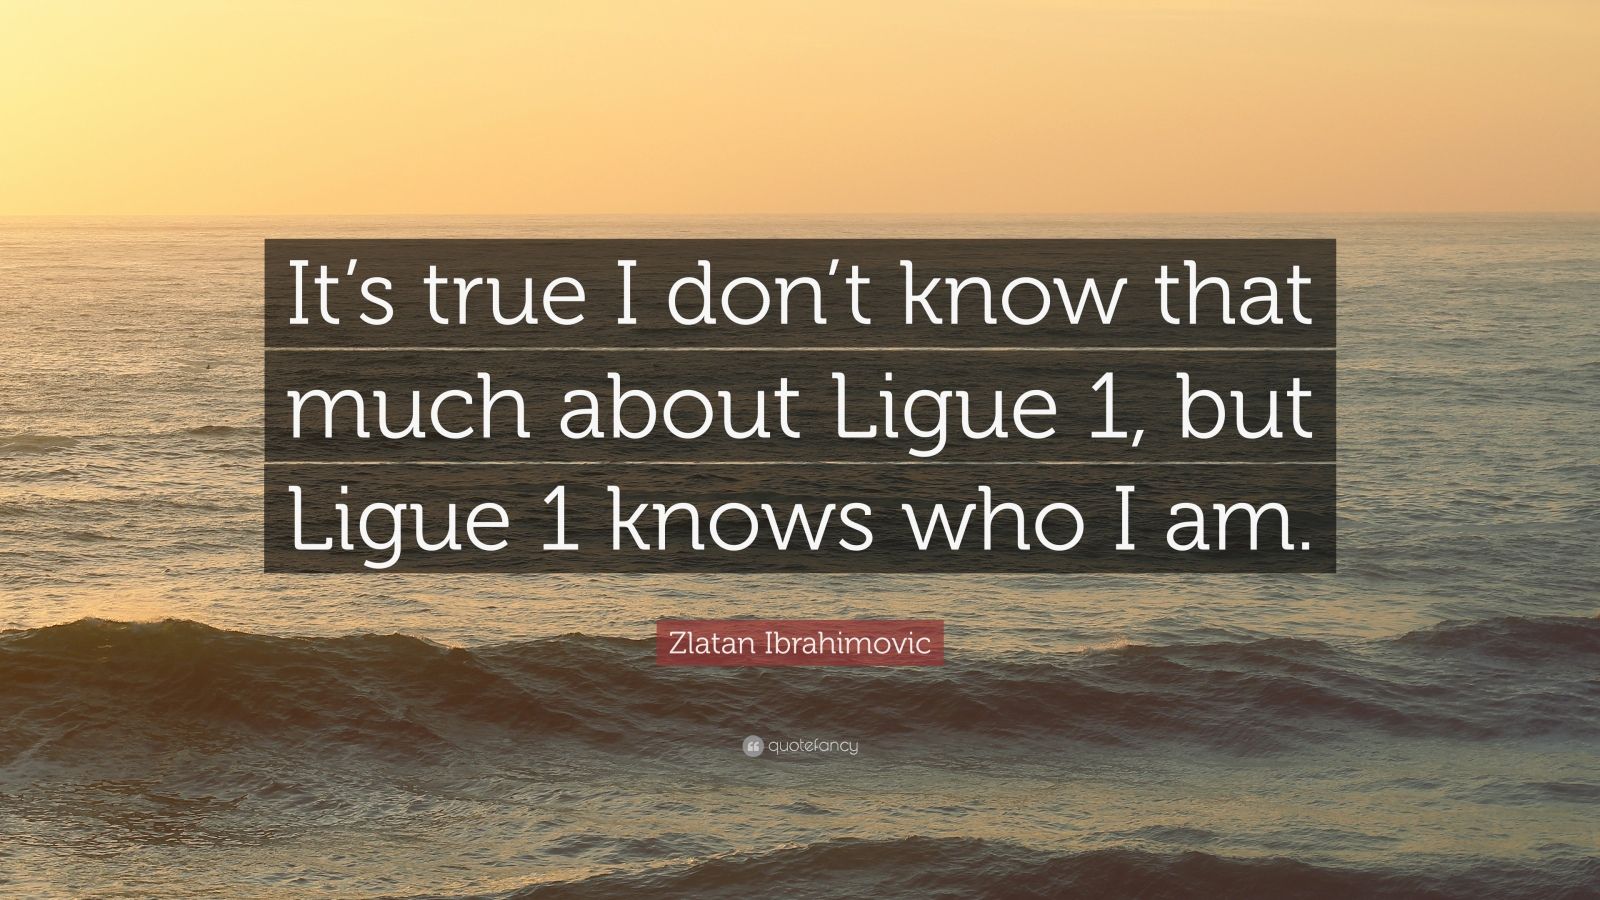 It’s true I don’t know that
much about Ligue 1, but
Ligue 1 knows who I am.
Zlatan Ibrahimovic
quotefancy